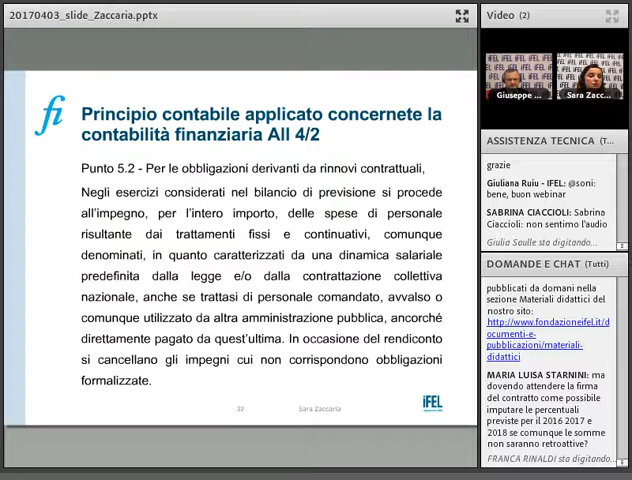 20170403_slide_Zaccaria.pptx
Principio contabile applicato concernete la
contabilità finanziaria All 4/2
Punto 5.2 - Per le obbligazioni derivanti da rinnovi contrattuali,
Negli esercizi considerati nel bilancio di previsione si procede
all’impegno, per l’intero importo, delle spese di personale
risultante dai trattamenti fissi e continuativi, comunque
denominati, in quanto caratterizzati da una dinamica salariale
predefinita dalla legge e/o dalla contrattazione collettiva
nazionale, anche se trattasi di personale comandato, avvalso o
comunque utilizzato da altra amministrazione pubblica, ancorché
direttamente pagato da quest’ultima. In occasione del rendiconto
si cancellano gli impegni cui non corrispondono obbligazioni
formalizzate.
22
Sara Zaccaria
iFEL
Video (2)
Giuseppe ...
Sara Zacc...
ASSISTENZA TECNICA (T...
grazie
Giuliana Ruiu - IFEL: @soni:
bene, buon webinar
SABRINA CIACCIOLI: Sabrina
Ciaccioli: non sentimo l'audio
Giulia Saulle sta digitando...
DOMANDE E CHAT (Tutti)
pubblicati da domani nella
sezione Materiali didattici del
nostro sito:
http://www.fondazioneifel.it/d
ocumenti-e-
pubblicazioni/materiali-
didattici
MARIA LUISA STARNINI: ma
dovendo attendere la firma
del contratto come possibile
imputare le percentuali
previste per il 2016 2017 e
2018 se comunque le somme
non saranno retroattive?
FRANCA RINALDI sta digitando...